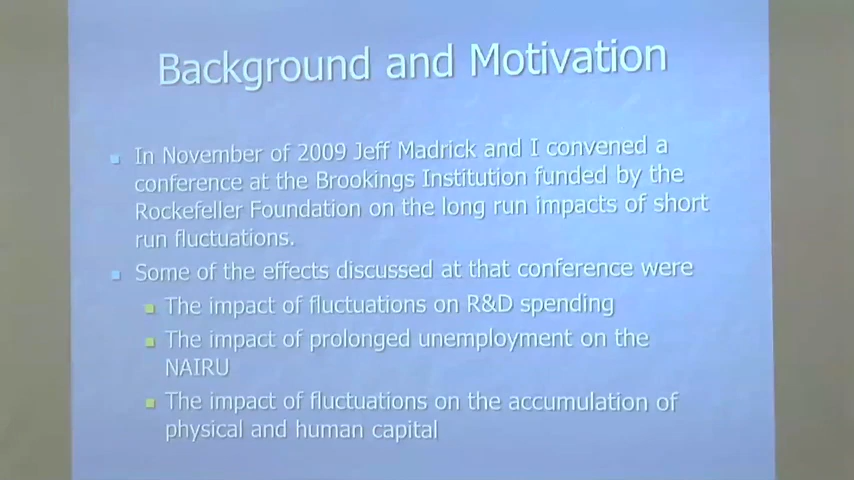 Background and Motivation
In November of 2009 Jeff Madrick and I convened a
conference at the Brookings Institution funded by the
Rockefeller Foundation on the long run impacts of short
run fluctuations.
Some of the effects discussed at that conference were
The impact of fluctuations on R&D spending
The impact of prolonged unemployment on the
NAIRU
The impact of fluctuations on the accumulation of
physical and human capital